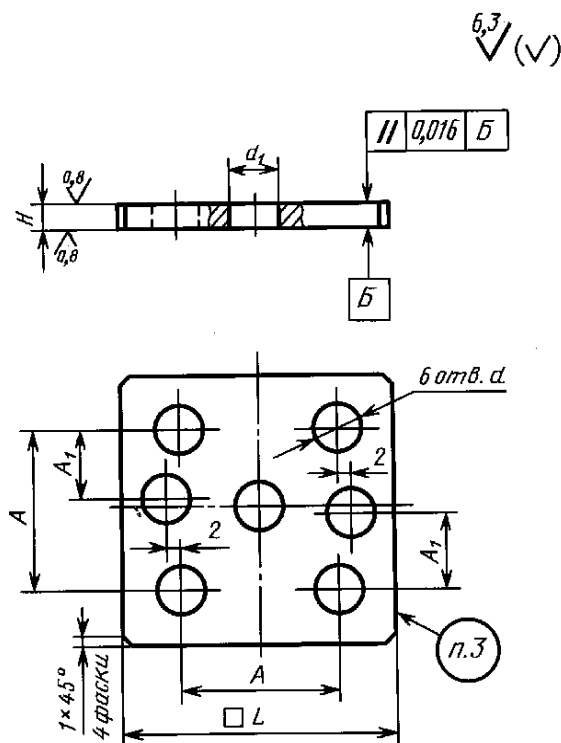 6,3 (√)
// 0,016 Б
d₁
0,8
H
0,8
Б
6 отв. d
A₁
A
2
2
A₁
п.3
A
1×45°
4 фаски
□ L